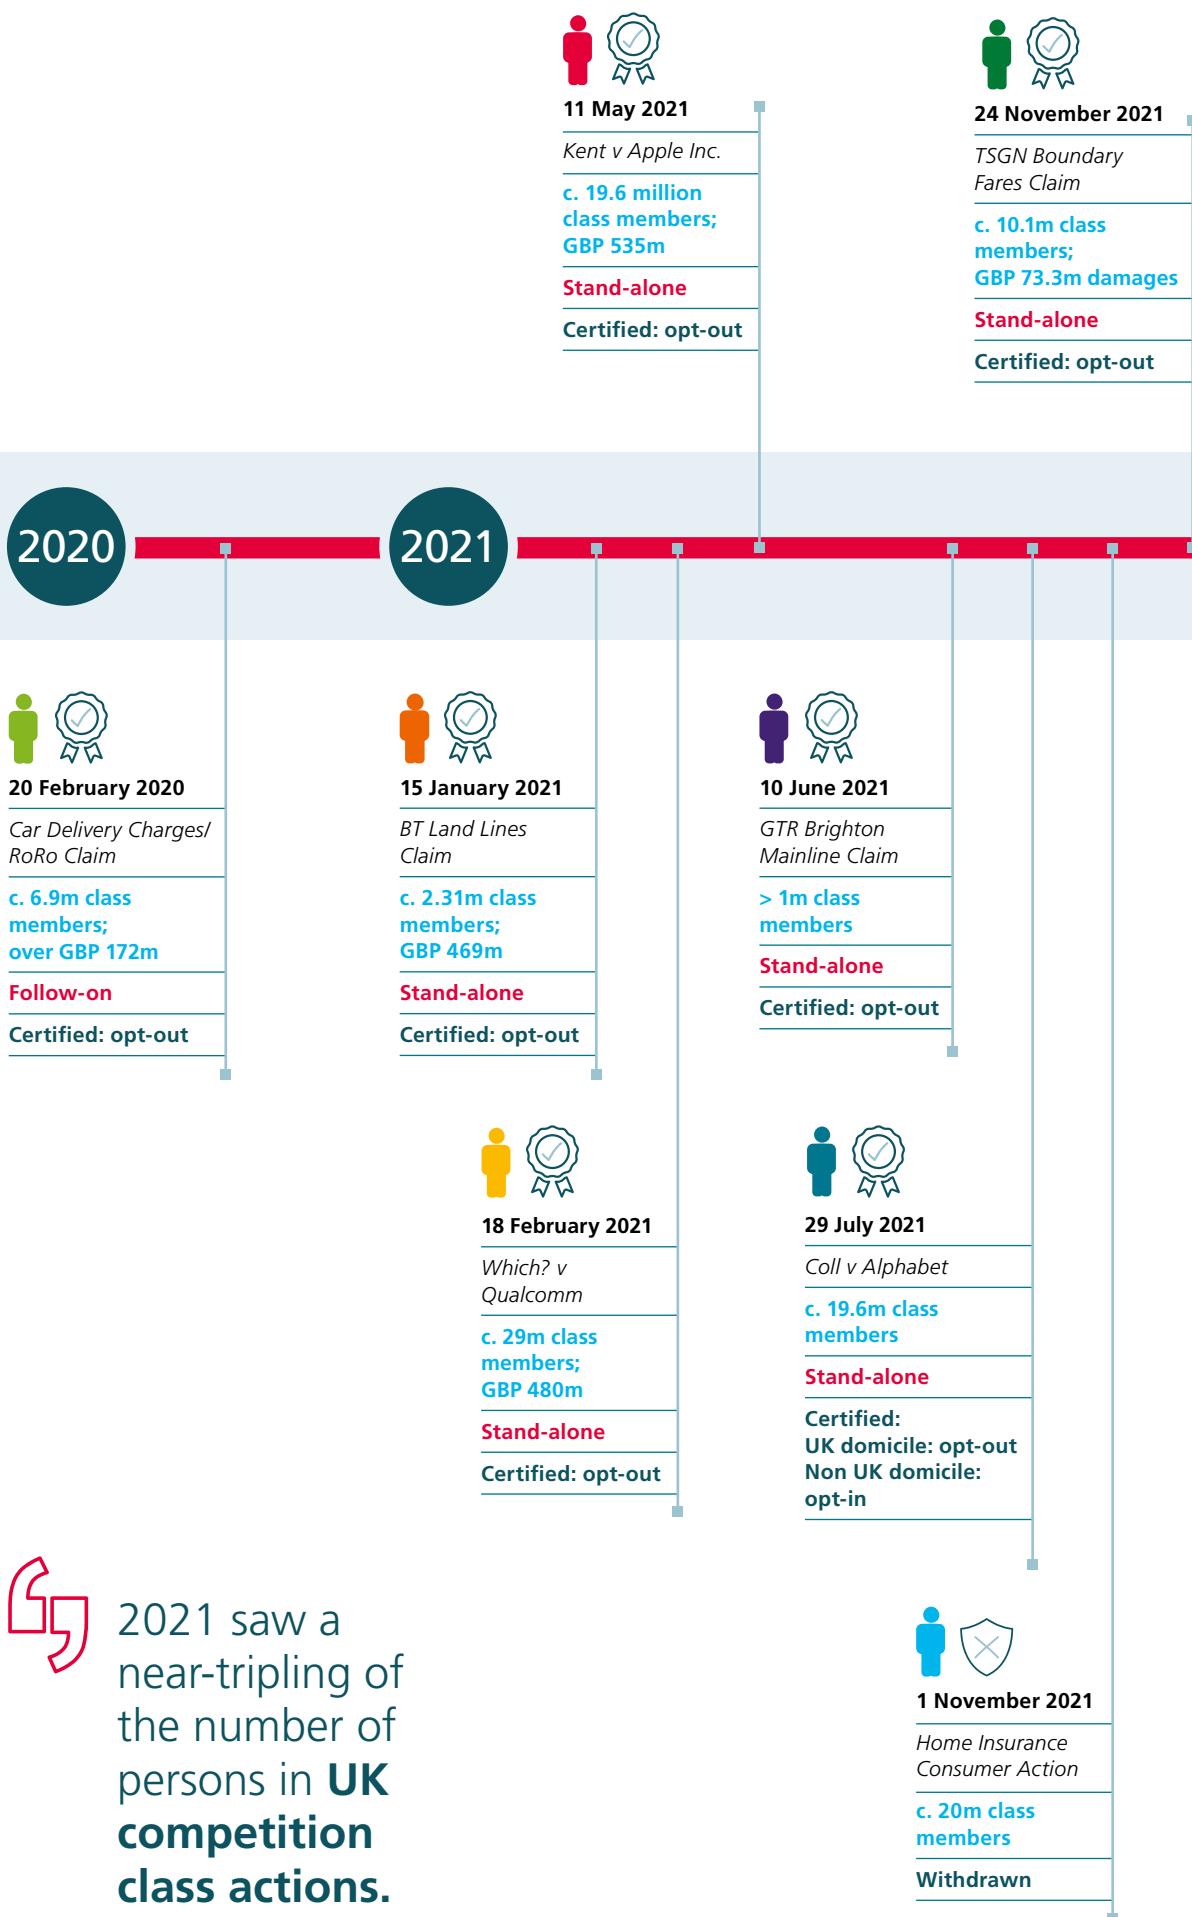 11 May 2021
Kent v Apple Inc.
c. 19.6 million
class members;
GBP 535m
Stand-alone
Certified: opt-out
24 November 2021
TSGN Boundary
Fares Claim
c. 10.1m class
members;
GBP 73.3m damages
Stand-alone
Certified: opt-out
2020
2021
20 February 2020
Car Delivery Charges/
RoRo Claim
c. 6.9m class
members;
over GBP 172m
Follow-on
Certified: opt-out
15 January 2021
BT Land Lines
Claim
c. 2.31m class
members;
GBP 469m
Stand-alone
Certified: opt-out
10 June 2021
GTR Brighton
Mainline Claim
> 1m class
members
Stand-alone
Certified: opt-out
18 February 2021
Which? v
Qualcomm
c. 29m class
members;
GBP 480m
Stand-alone
Certified: opt-out
29 July 2021
Coll v Alphabet
c. 19.6m class
members
Stand-alone
Certified:
UK domicile: opt-out
Non UK domicile:
opt-in
1 November 2021
Home Insurance
Consumer Action
c. 20m class
members
Withdrawn
2021 saw a
near-tripling of
the number of
persons in UK
competition
class actions.